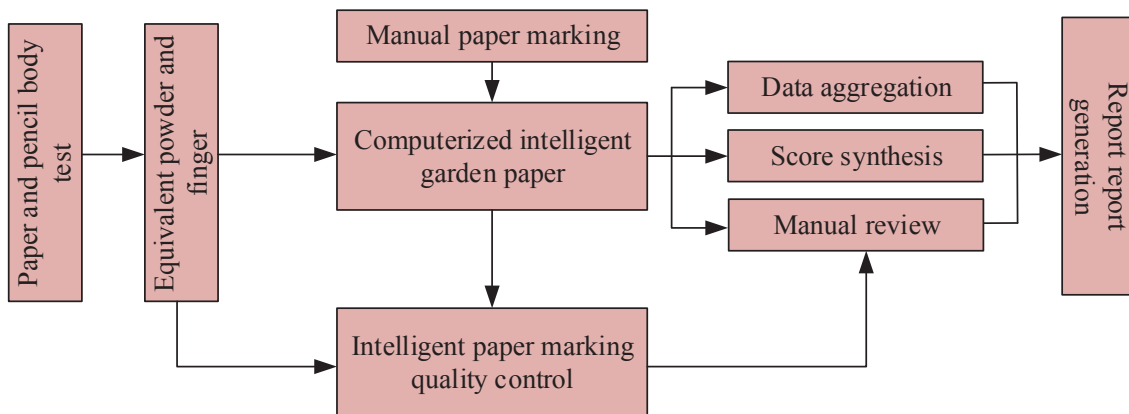 Paper and pencil body
test
Equivalent powder and
finger
Manual paper marking
Computerized intelligent
garden paper
Intelligent paper marking
quality control
Data aggregation
Score synthesis
Manual review
Report report
generation